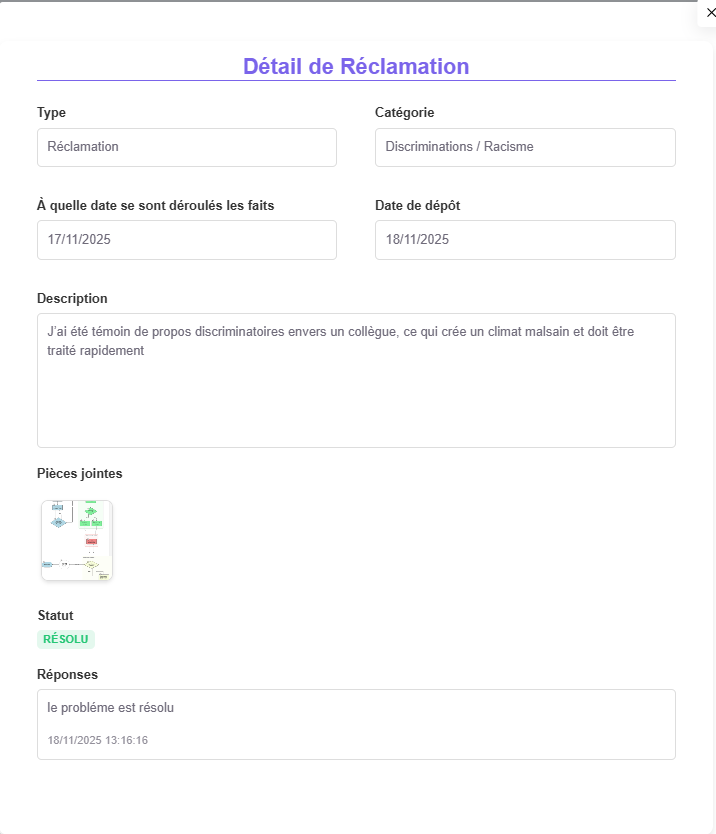 Détail de Réclamation
Type
Catégorie
Réclamation
Discriminations / Racisme
À quelle date se sont déroulés les faits
Date de dépôt
17/11/2025
18/11/2025
Description
J'ai été témoin de propos discriminatoires envers un collègue, ce qui crée un climat malsain et doit être
traité rapidement
Pièces jointes
Statut
RÉSOLU
Réponses
le probléme est résolu
18/11/2025 13:16:16